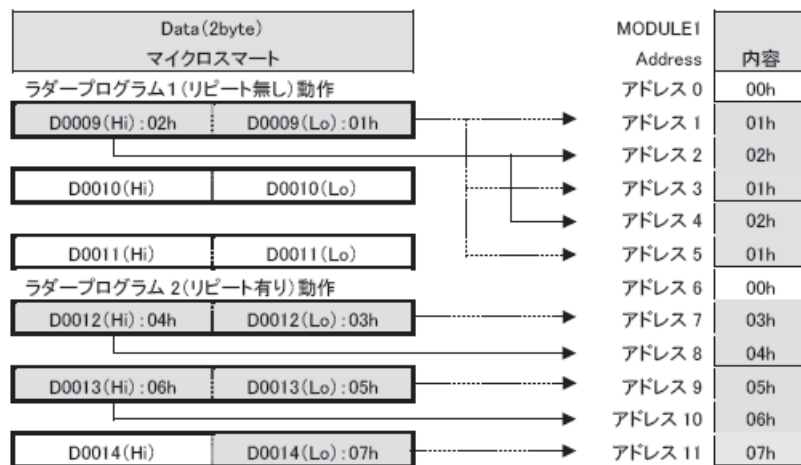 Data(2byte)
マイクロスマート
MODULE1
Address 内容
ラダープログラム1(リピート無し)動作
アドレス 0 00h
D0009(Hi):02h D0009(Lo):01h アドレス 1 01h
アドレス 2 02h
D0010(Hi) D0010(Lo) アドレス 3 01h
アドレス 4 02h
D0011(Hi) D0011(Lo) アドレス 5 01h
ラダープログラム 2(リピート有り)動作 アドレス 6 00h
D0012(Hi):04h D0012(Lo):03h アドレス 7 03h
アドレス 8 04h
D0013(Hi):06h D0013(Lo):05h アドレス 9 05h
アドレス 10 06h
D0014(Hi) D0014(Lo):07h アドレス 11 07h